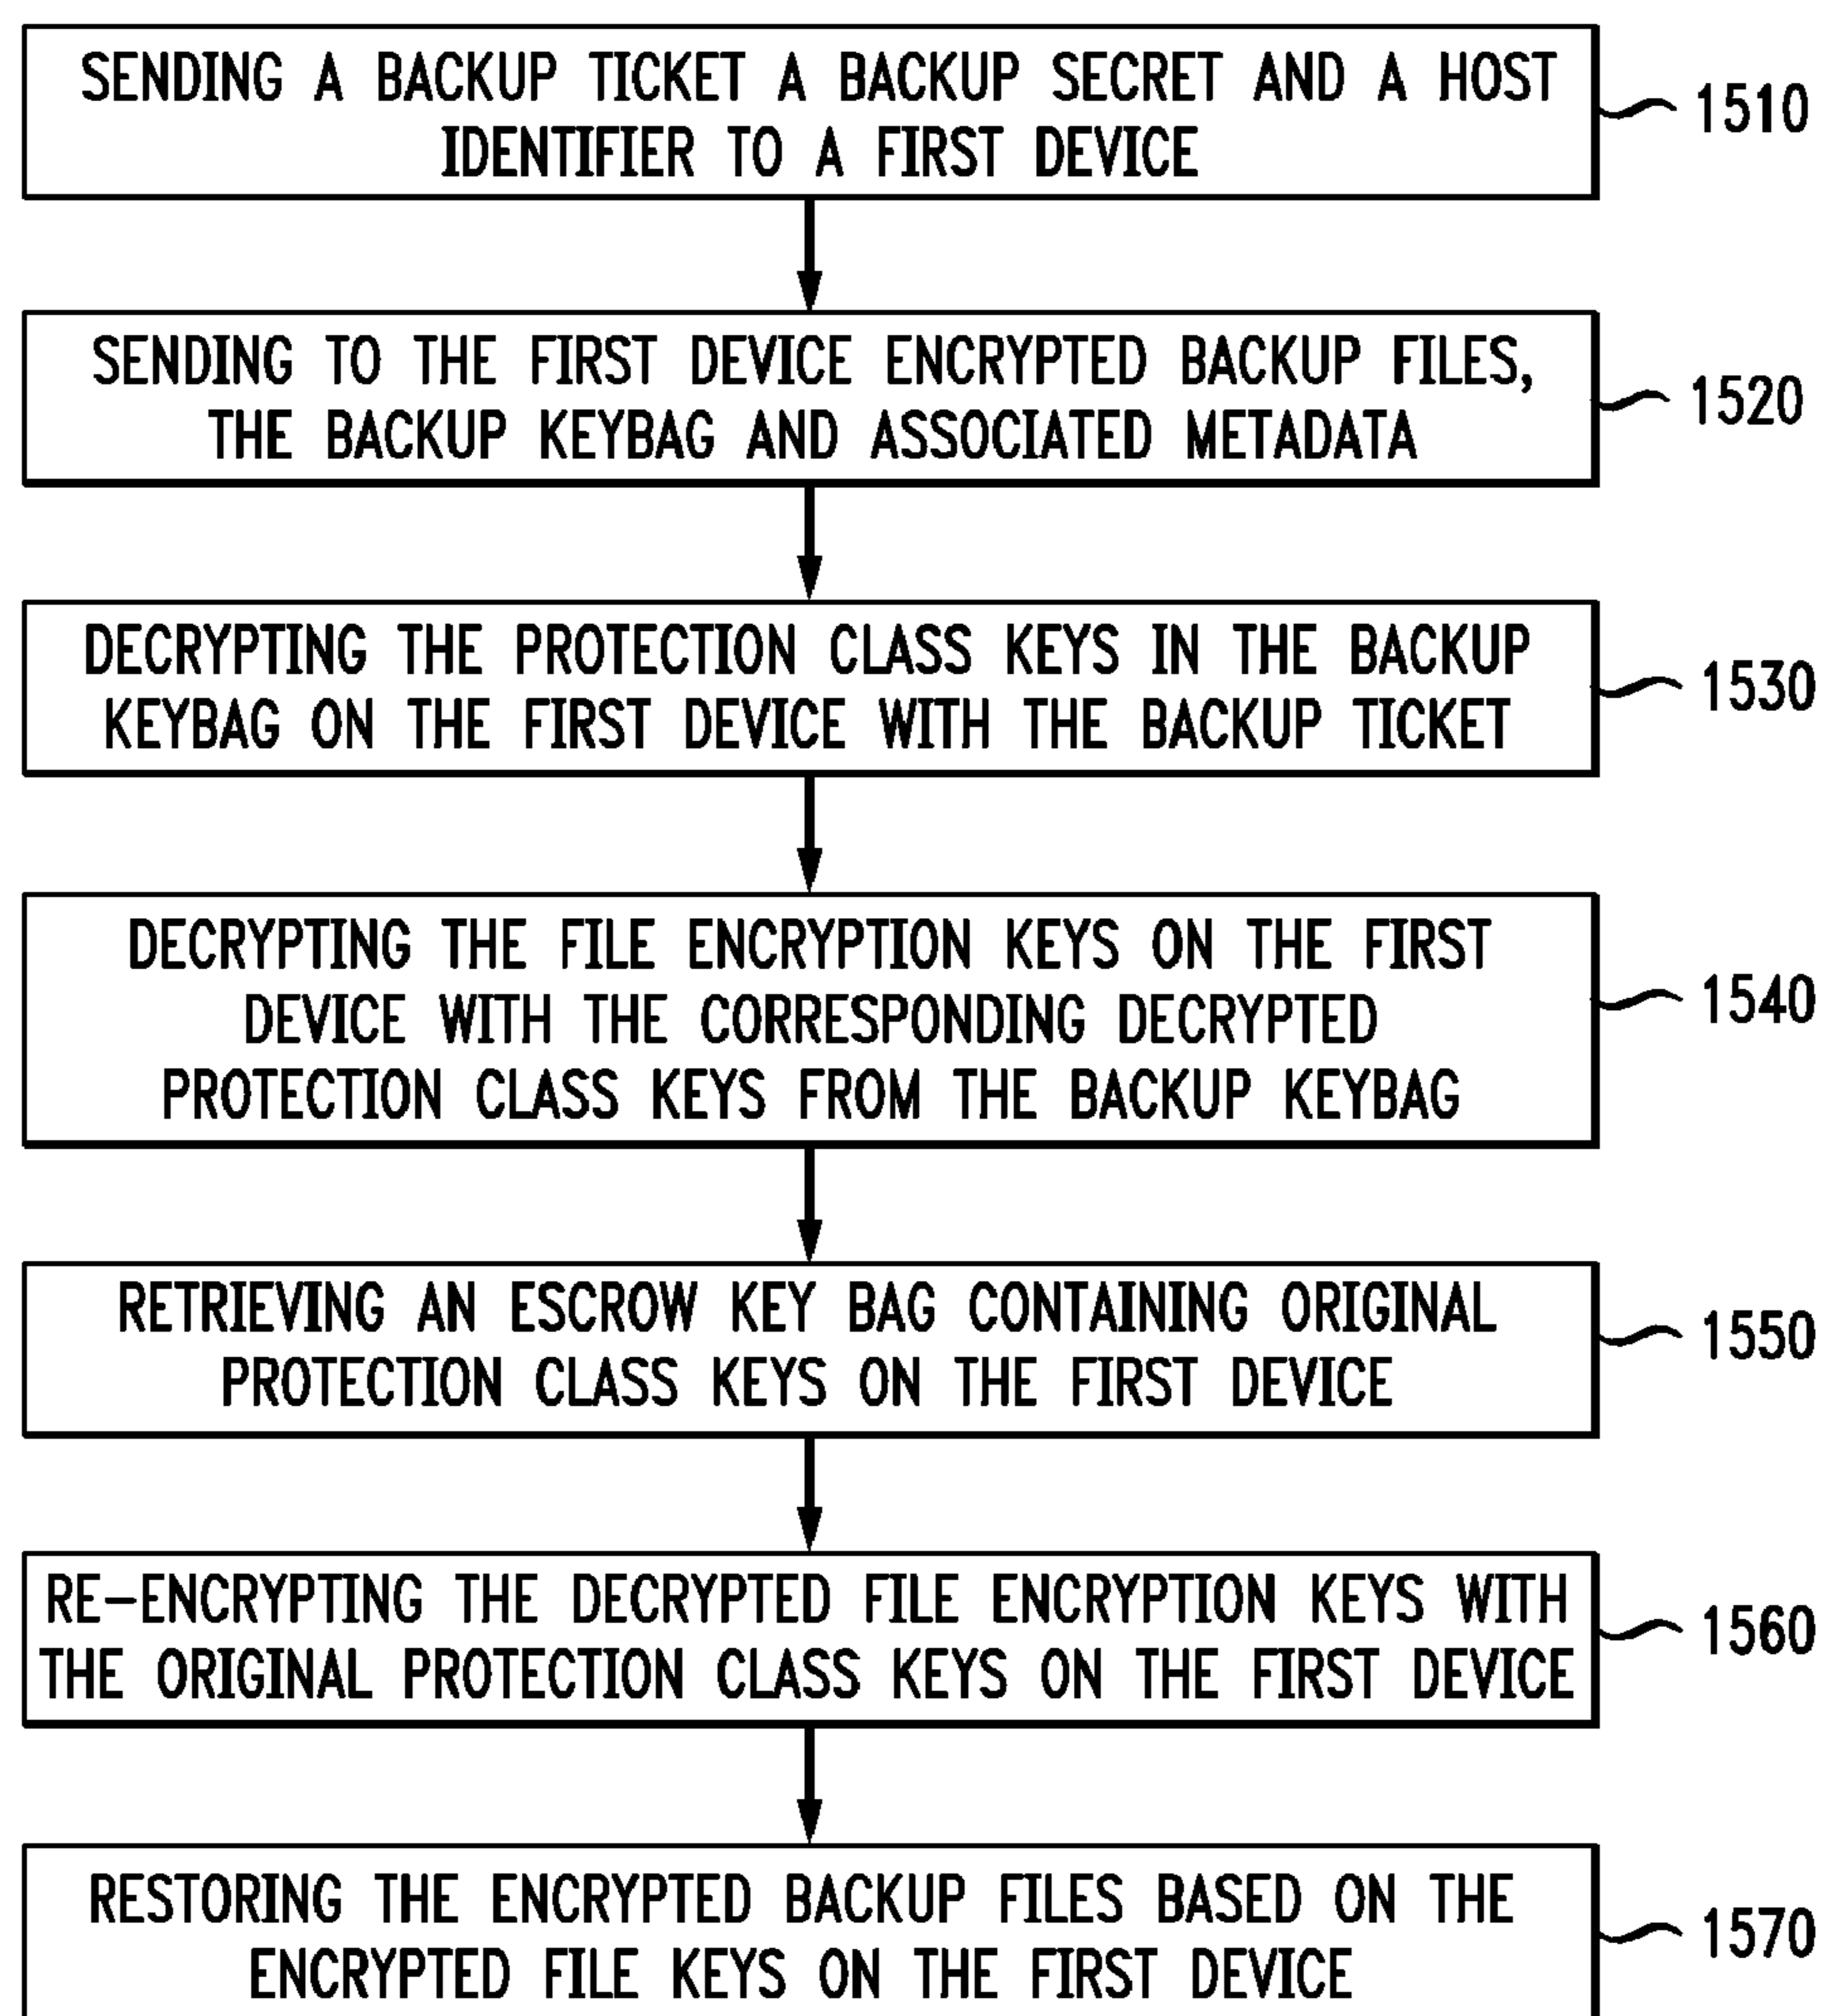 SENDING A BACKUP TICKET A BACKUP SECRET AND A HOST
IDENTIFIER TO A FIRST DEVICE
1510
SENDING TO THE FIRST DEVICE ENCRYPTED BACKUP FILES,
THE BACKUP KEYBAG AND ASSOCIATED METADATA
1520
DECRYPTING THE PROTECTION CLASS KEYS IN THE BACKUP
KEYBAG ON THE FIRST DEVICE WITH THE BACKUP TICKET
1530
DECRYPTING THE FILE ENCRYPTION KEYS ON THE FIRST
DEVICE WITH THE CORRESPONDING DECRYPTED
PROTECTION CLASS KEYS FROM THE BACKUP KEYBAG
1540
RETRIEVING AN ESCROW KEY BAG CONTAINING ORIGINAL
PROTECTION CLASS KEYS ON THE FIRST DEVICE
1550
RE-ENCRYPTING THE DECRYPTED FILE ENCRYPTION KEYS WITH
THE ORIGINAL PROTECTION CLASS KEYS ON THE FIRST DEVICE
1560
RESTORING THE ENCRYPTED BACKUP FILES BASED ON THE
ENCRYPTED FILE KEYS ON THE FIRST DEVICE
1570